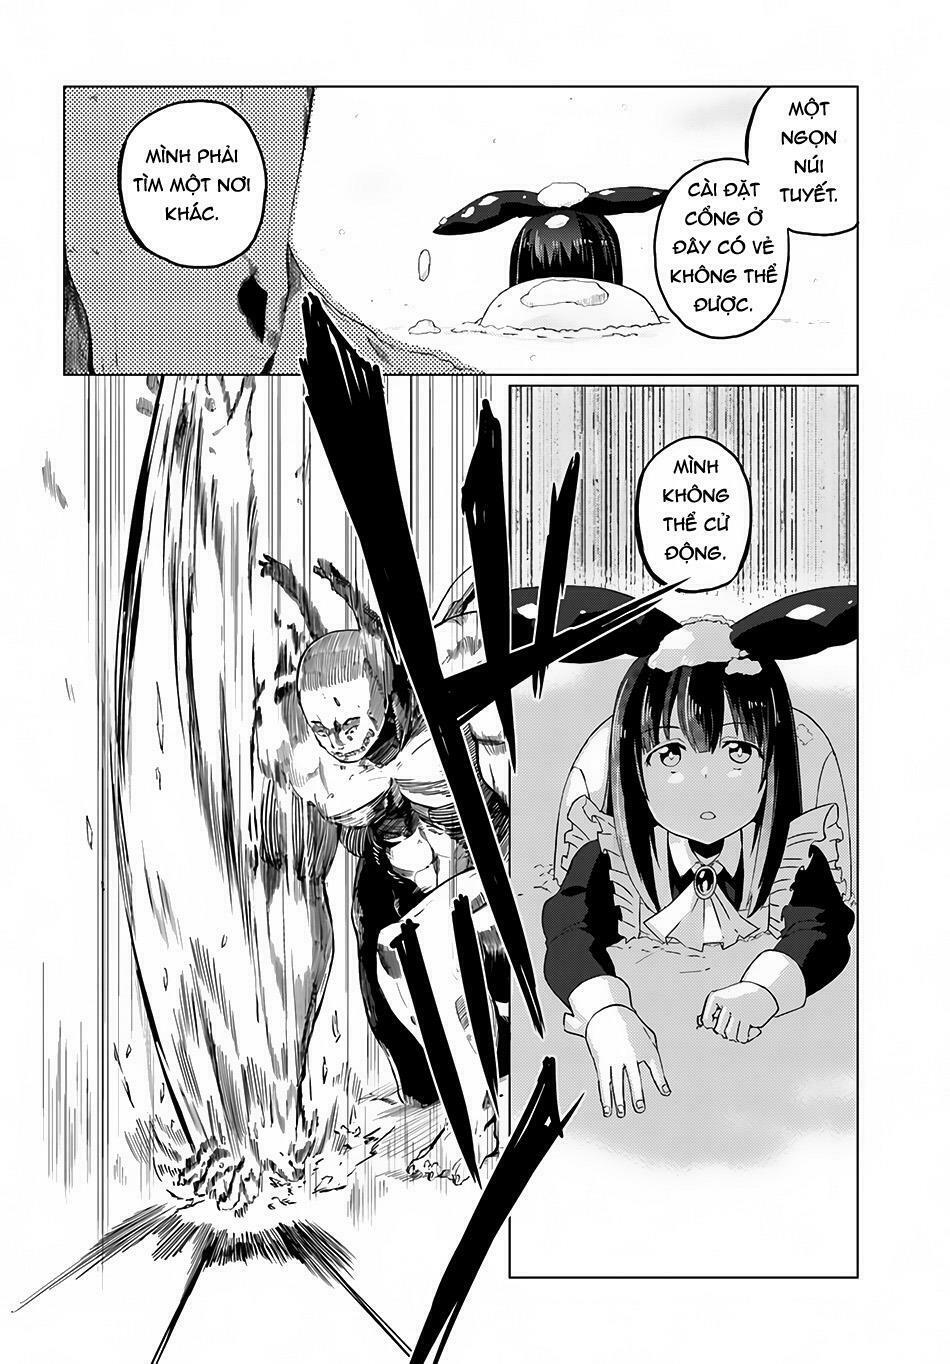 MỘT
NGỌN
NÚI
TUYẾT.
CÀI ĐẶT
CỔNG Ở
ĐÂY CÓ VẺ
KHÔNG THỂ
ĐƯỢC.
MÌNH PHẢI
TÌM MỘT NƠI
KHÁC.
MÌNH
KHÔNG
THỂ CỬ
ĐỘNG.